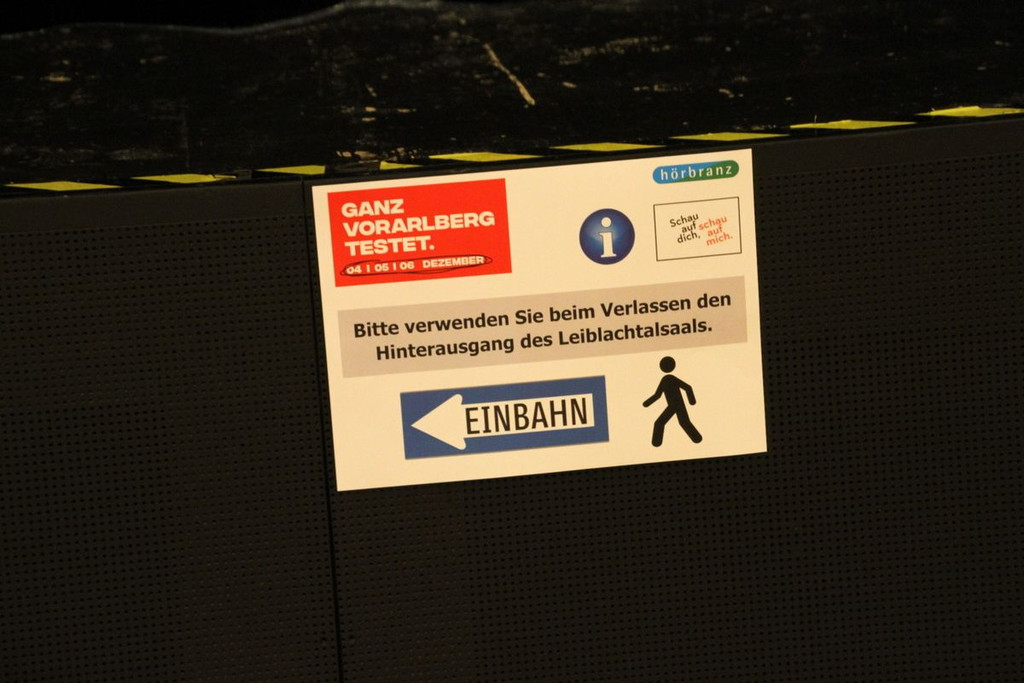 GANZ
VORARLBERG
TESTET.
04 | 05 | 06 DEZEMBER
hörbranz
i
Schau
auf
dich,
schau
auf
mich.
Bitte verwenden Sie beim Verlassen den
Hinterausgang des Leiblachtalsaals.
EINBAHN